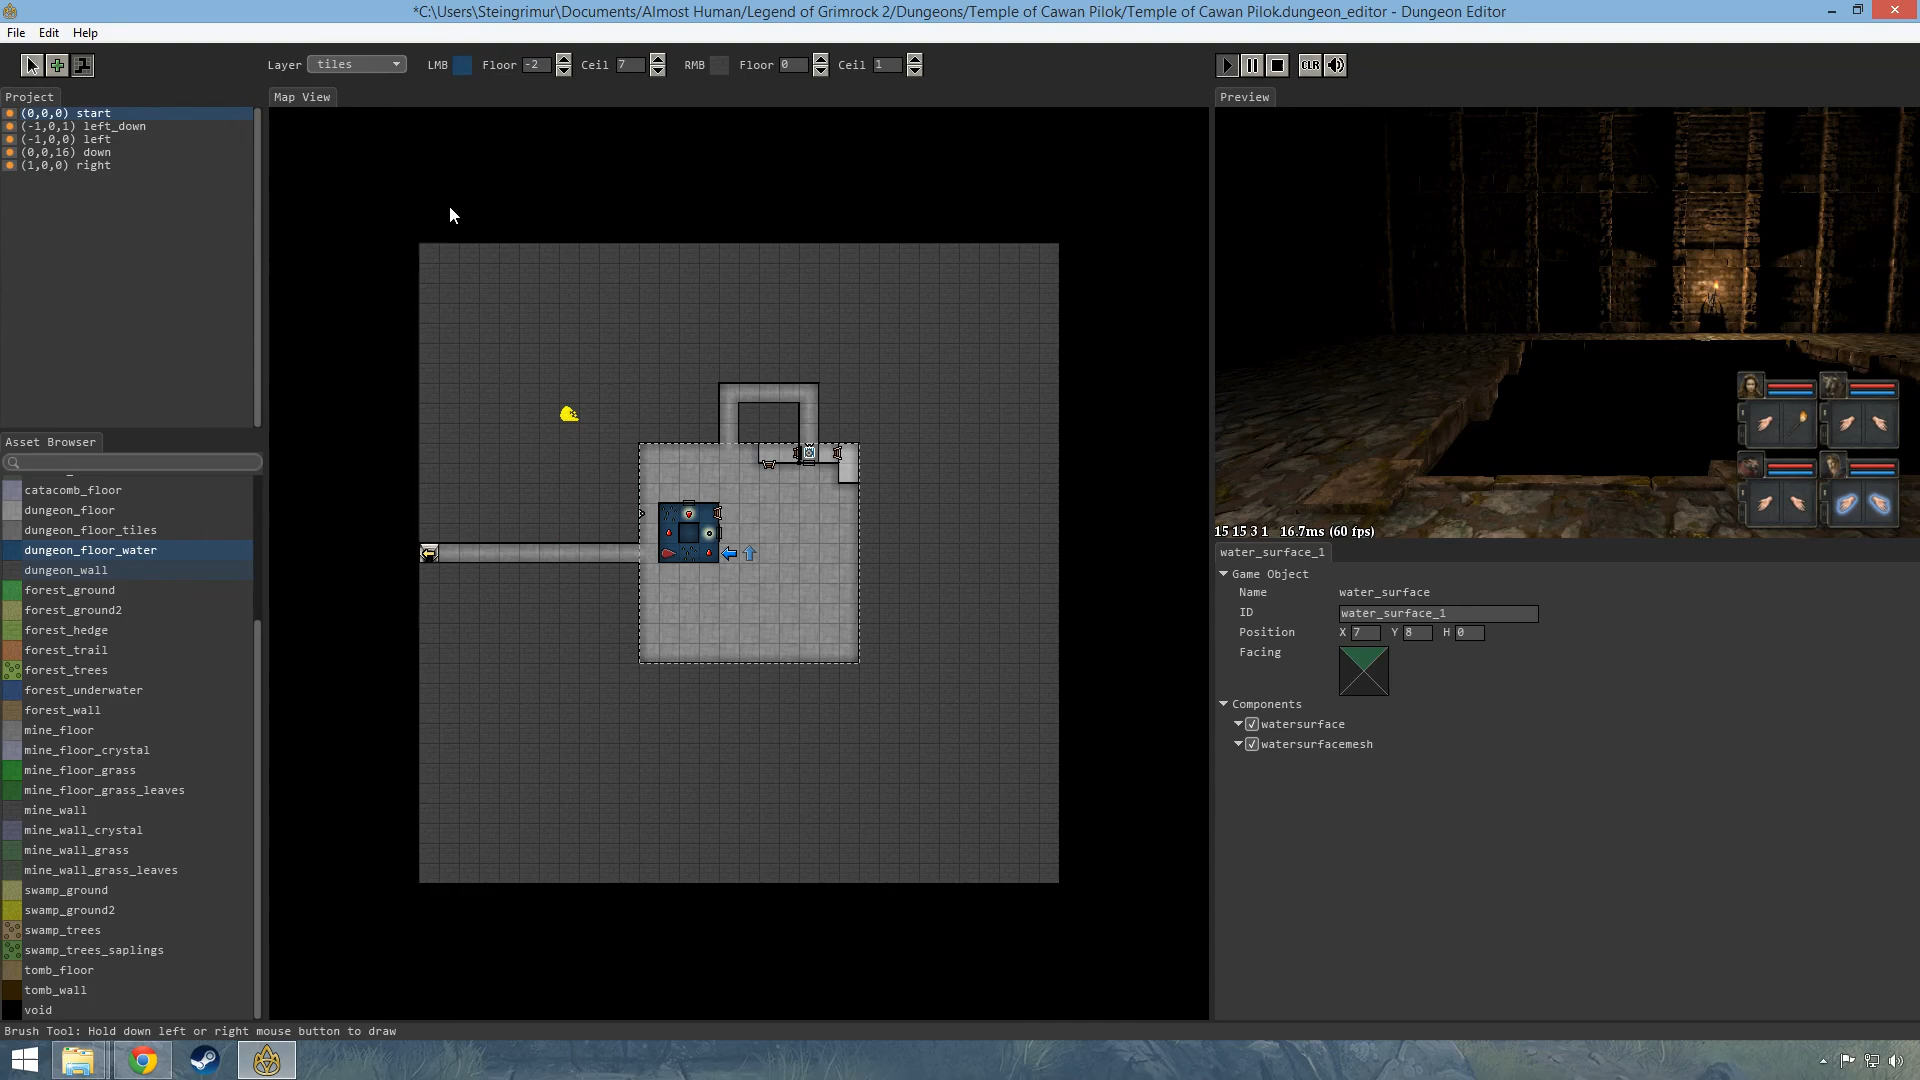 *C:\Users\Steingrimur\Documents/Almost Human/Legend of Grimrock 2/Dungeons/Temple of Cawan Pilok/Temple of Cawan Pilok.dungeon_editor - Dungeon Editor
File Edit Help
Layer tiles LMB Floor -2 Ceil 7 RMB Floor 0 Ceil 1 CLR
Project
(0,0,0) start
(-1,0,1) left_down
(-1,0,0) left
(0,0,16) down
(1,0,0) right
Asset Browser
catacomb_floor
dungeon_floor
dungeon_floor_tiles
dungeon_floor_water
dungeon_wall
forest_ground
forest_ground2
forest_hedge
forest_trail
forest_trees
forest_underwater
forest_wall
mine_floor
mine_floor_crystal
mine_floor_grass
mine_floor_grass_leaves
mine_wall
mine_wall_crystal
mine_wall_grass
mine_wall_grass_leaves
swamp_ground
swamp_ground2
swamp_trees
swamp_trees_saplings
tomb_floor
tomb_wall
void
Map View
Preview
15 15 3 1 16.7ms (60 fps)
water_surface_1
Game Object
Name water_surface
ID water_surface_1
Position X 7 Y 8 H 0
Facing
Components
watersurface
watersurfacemesh
Brush Tool: Hold down left or right mouse button to draw